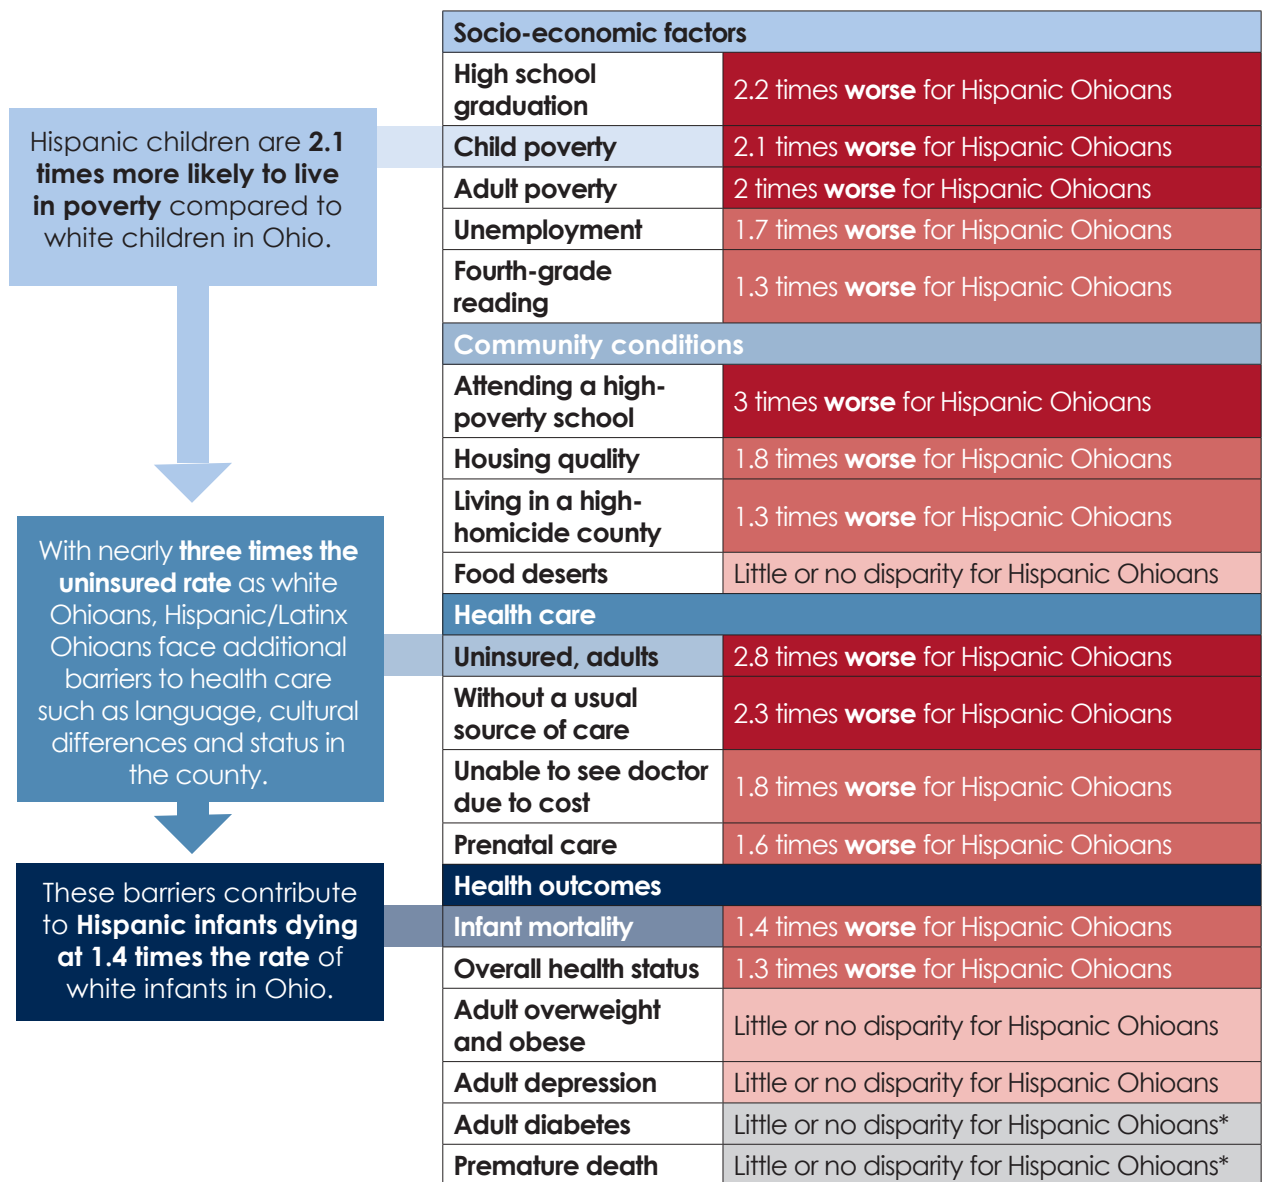 Hispanic children are 2.1
times more likely to live
in poverty compared to
white children in Ohio.
With nearly three times the
uninsured rate as white
Ohioans, Hispanic/Latinx
Ohioans face additional
barriers to health care
such as language, cultural
differences and status in
the county.
These barriers contribute
to Hispanic infants dying
at 1.4 times the rate of
white infants in Ohio.
Socio-economic factors
High school
graduation
2.2 times worse for Hispanic Ohioans
Child poverty
2.1 times worse for Hispanic Ohioans
Adult poverty
2 times worse for Hispanic Ohioans
Unemployment
1.7 times worse for Hispanic Ohioans
Fourth-grade
reading
1.3 times worse for Hispanic Ohioans
Community conditions
Attending a high-
poverty school
3 times worse for Hispanic Ohioans
Housing quality
1.8 times worse for Hispanic Ohioans
Living in a high-
homicide county
1.3 times worse for Hispanic Ohioans
Food deserts
Little or no disparity for Hispanic Ohioans
Health care
Uninsured, adults
2.8 times worse for Hispanic Ohioans
Without a usual
source of care
2.3 times worse for Hispanic Ohioans
Unable to see doctor
due to cost
1.8 times worse for Hispanic Ohioans
Prenatal care
1.6 times worse for Hispanic Ohioans
Health outcomes
Infant mortality
1.4 times worse for Hispanic Ohioans
Overall health status
1.3 times worse for Hispanic Ohioans
Adult overweight
and obese
Little or no disparity for Hispanic Ohioans
Adult depression
Little or no disparity for Hispanic Ohioans
Adult diabetes
Little or no disparity for Hispanic Ohioans*
Premature death
Little or no disparity for Hispanic Ohioans*